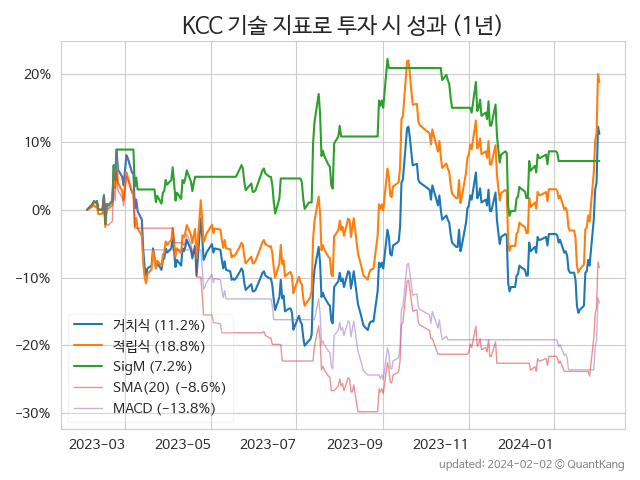 KCC 기술 지표로 투자 시 성과 (1년)
20%
10%
0%
−10%
−20%
−30%
거치식 (11.2%)
적립식 (18.8%)
SigM (7.2%)
SMA(20) (−8.6%)
MACD (−13.8%)
2023−03 2023−05 2023−07 2023−09 2023−11 2024−01
updated: 2024−02−02 © QuantKang